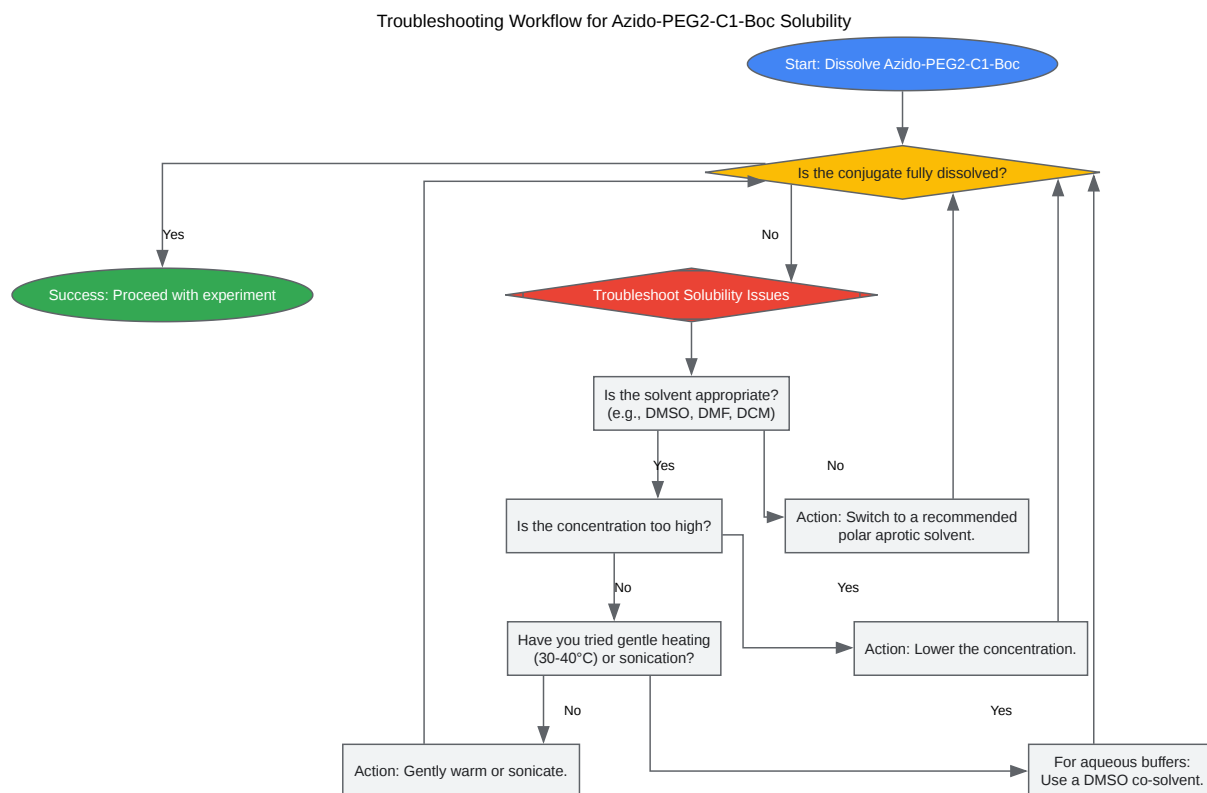 Troubleshooting Workflow for Azido-PEG2-C1-Boc Solubility
Start: Dissolve Azido-PEG2-C1-Boc
Is the conjugate fully dissolved?
Yes
No
Success: Proceed with experiment
Troubleshoot Solubility Issues
Is the solvent appropriate?
(e.g., DMSO, DMF, DCM)
Yes
No
Is the concentration too high?
Action: Switch to a recommended
polar aprotic solvent.
No
Yes
Have you tried gentle heating
(30-40°C) or sonication?
Action: Lower the concentration.
No
Yes
Action: Gently warm or sonicate.
For aqueous buffers:
Use a DMSO co-solvent.